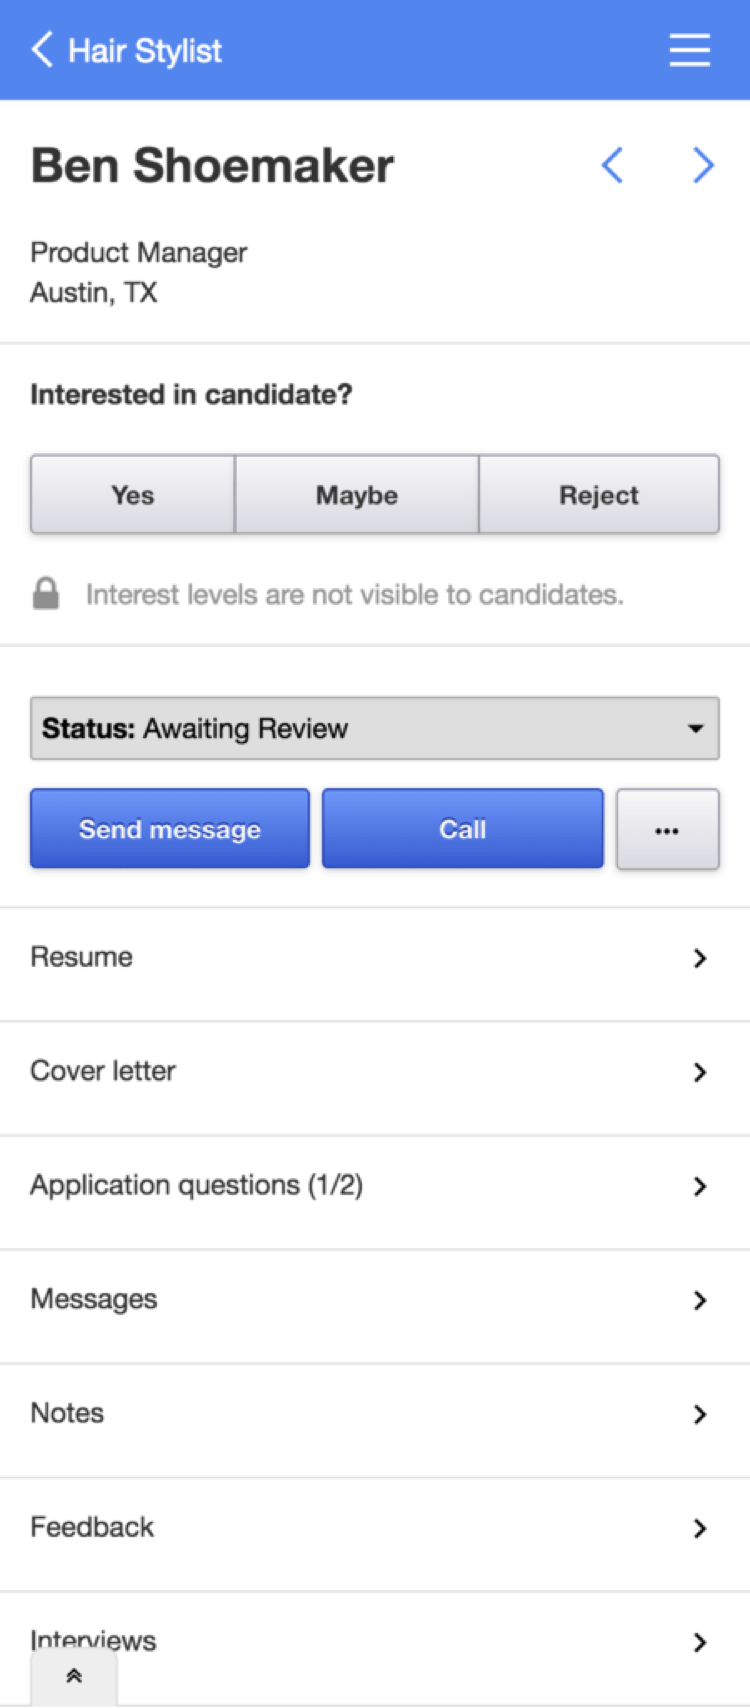 Hair Stylist
Ben Shoemaker
Product Manager
Austin, TX
Interested in candidate?
Yes Maybe Reject
Interest levels are not visible to candidates.
Status: Awaiting Review
Send message Call ...
Resume
Cover letter
Application questions (1/2)
Messages
Notes
Feedback
Interviews